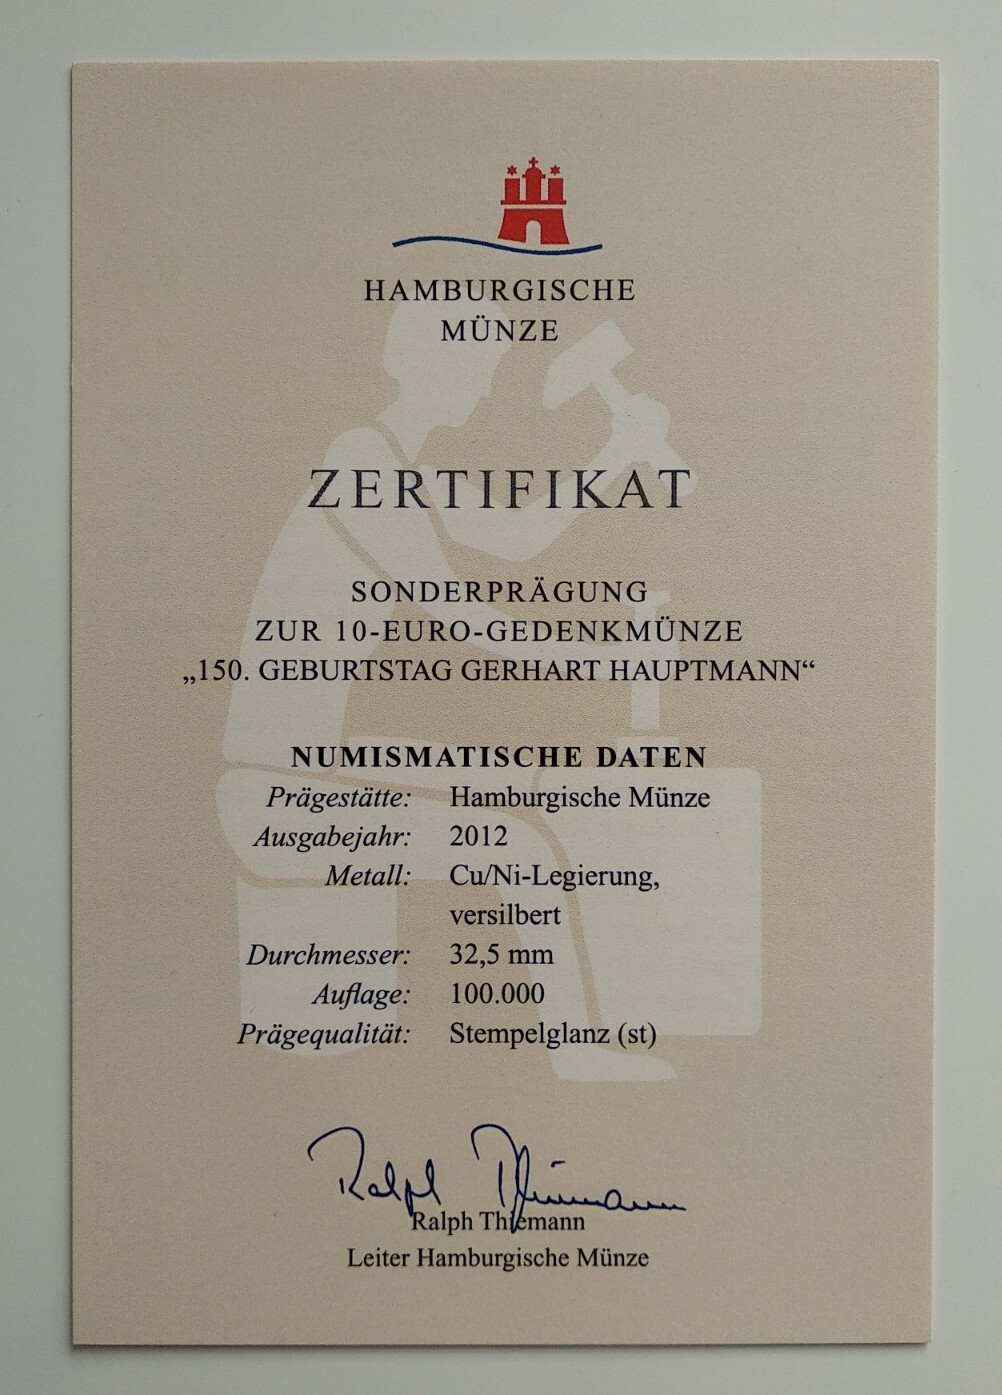 HAMBURGISCHE
MÜNZE
ZERTIFIKAT
SONDERPRÄGUNG
ZUR 10-EURO-GEDENKMÜNZE
„150. GEBURTSTAG GERHART HAUPTMANN“
NUMISMATISCHE DATEN
Prägestätte: Hamburgische Münze
Ausgabejahr: 2012
Metall: Cu/Ni-Legierung,
versilbert
Durchmesser: 32,5 mm
Auflage: 100.000
Prägequalität: Stempelglanz (st)
Ralph Thiemann
Ralph Thiemann
Leiter Hamburgische Münze